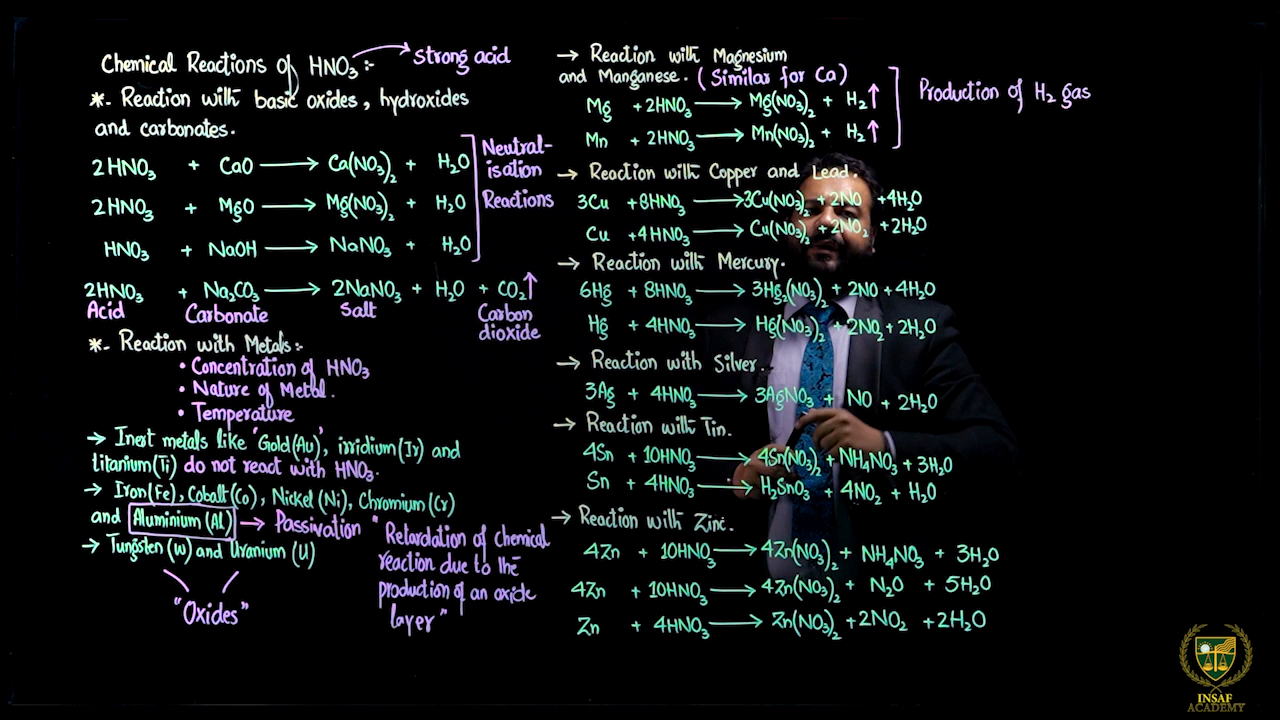 Chemical Reactions of HNO₃ :- → Strong acid
*. Reaction with basic oxides, hydroxides
and carbonates.
2HNO₃ + CaO → Ca(NO₃)₂ + H₂O
2HNO₃ + MgO → Mg(NO₃)₂ + H₂O
HNO₃ + NaOH → NaNO₃ + H₂O
Neutral-
isation
Reactions
2HNO₃ + Na₂CO₃ → 2NaNO₃ + H₂O + CO₂↑
Acid Carbonate Salt Carbon
dioxide
*. Reaction with Metals:-
• Concentration of HNO₃
• Nature of Metal.
• Temperature
→ Inert metals like 'Gold(Au)', irridium(Ir) and
titanium(Ti) do not react with HNO₃.
→ Iron(Fe), Cobalt(Co), Nickel(Ni), Chromium(Cr)
and Aluminium(Al) → Passivation
"Retardation of chemical
reaction due to the
production of an oxide
layer"
→ Tungsten(W) and Uranium(U)
"Oxides"
→ Reaction with Magnesium
and Manganese. (Similar for Ca)
Mg + 2HNO₃ → Mg(NO₃)₂ + H₂↑
Mn + 2HNO₃ → Mn(NO₃)₂ + H₂↑
Production of H₂ gas
→ Reaction with Copper and Lead.
3Cu + 8HNO₃ → 3Cu(NO₃)₂ + 2NO + 4H₂O
Cu + 4HNO₃ → Cu(NO₃)₂ + 2NO₂ + 2H₂O
→ Reaction with Mercury.
6Hg + 8HNO₃ → 3Hg₂(NO₃)₂ + 2NO + 4H₂O
Hg + 4HNO₃ → Hg(NO₃)₂ + 2NO₂ + 2H₂O
→ Reaction with Silver.
3Ag + 4HNO₃ → 3AgNO₃ + NO + 2H₂O
→ Reaction with Tin.
4Sn + 10HNO₃ → 4Sn(NO₃)₂ + NH₄NO₃ + 3H₂O
Sn + 4HNO₃ → H₂SnO₃ + 4NO₂ + H₂O
→ Reaction with Zinc.
4Zn + 10HNO₃ → 4Zn(NO₃)₂ + NH₄NO₃ + 3H₂O
4Zn + 10HNO₃ → 4Zn(NO₃)₂ + N₂O + 5H₂O
Zn + 4HNO₃ → Zn(NO₃)₂ + 2NO₂ + 2H₂O
INSAF
ACADEMY